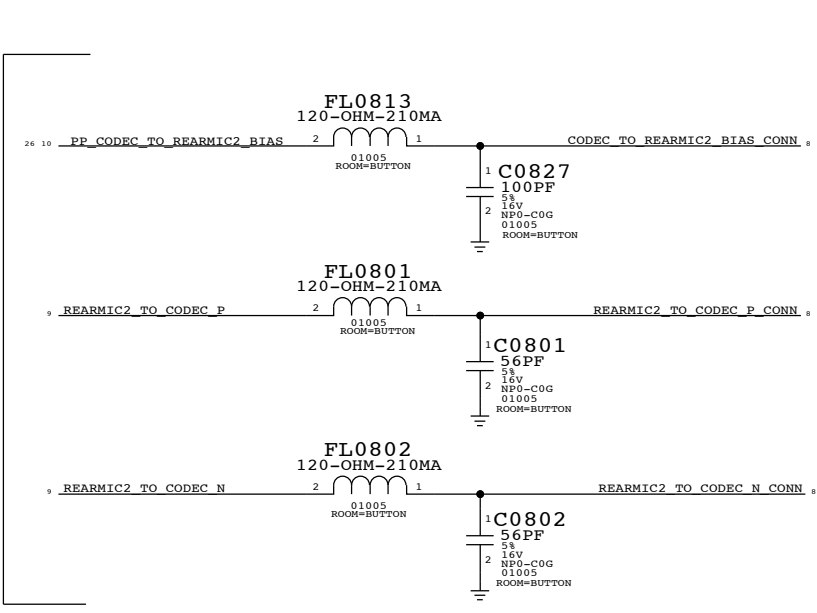 FL0813
120-OHM-210MA
26 10 PP_CODEC_TO_REARMIC2_BIAS 2 1 CODEC_TO_REARMIC2_BIAS_CONN 8
01005
ROOM=BUTTON
1 C0827
100PF
5%
16V
2 NP0-C0G
01005
ROOM=BUTTON
FL0801
120-OHM-210MA
9 REARMIC2_TO_CODEC_P 2 1 REARMIC2_TO_CODEC_P_CONN 8
01005
ROOM=BUTTON
1 C0801
56PF
5%
16V
2 NP0-C0G
01005
ROOM=BUTTON
FL0802
120-OHM-210MA
9 REARMIC2_TO_CODEC_N 2 1 REARMIC2_TO_CODEC_N_CONN 8
01005
ROOM=BUTTON
1 C0802
56PF
5%
16V
2 NP0-C0G
01005
ROOM=BUTTON